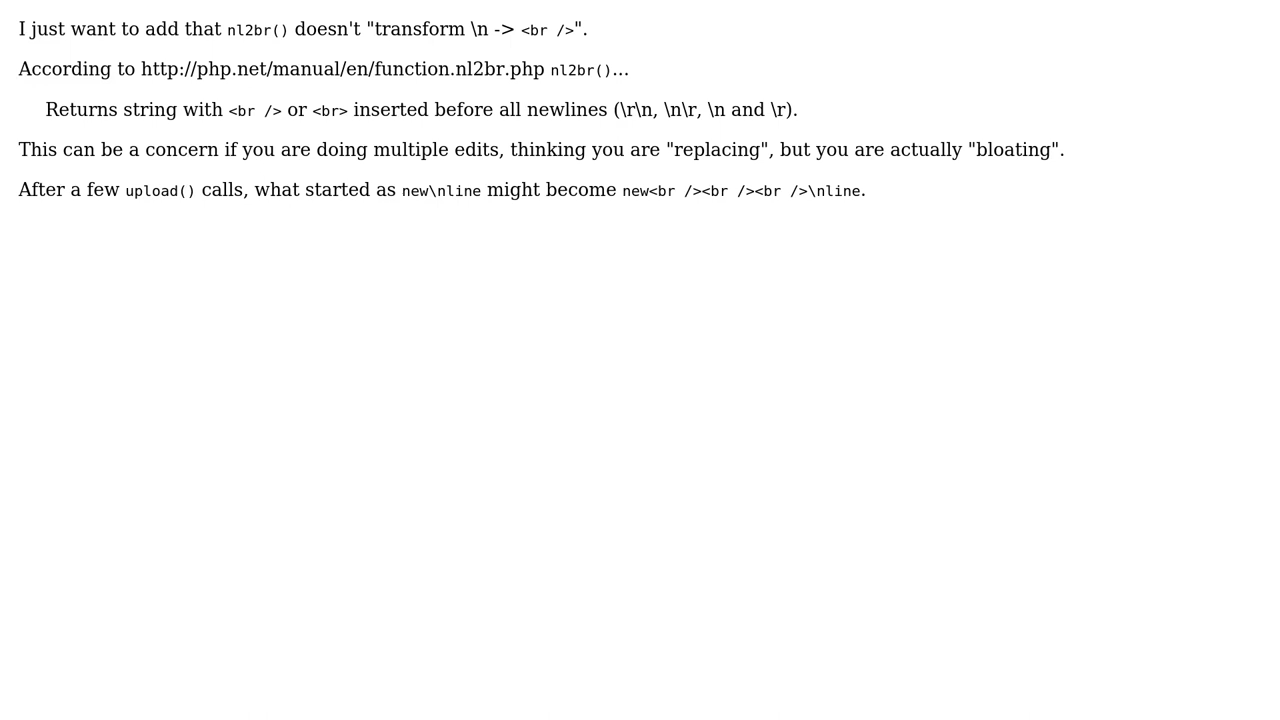 I just want to add that nl2br() doesn't "transform \n -> <br />".
According to http://php.net/manual/en/function.nl2br.php nl2br()...
Returns string with <br /> or <br> inserted before all newlines (\r\n, \n\r, \n and \r).
This can be a concern if you are doing multiple edits, thinking you are "replacing", but you are actually "bloating".
After a few upload() calls, what started as new\nline might become new<br /><br /><br />\nline.